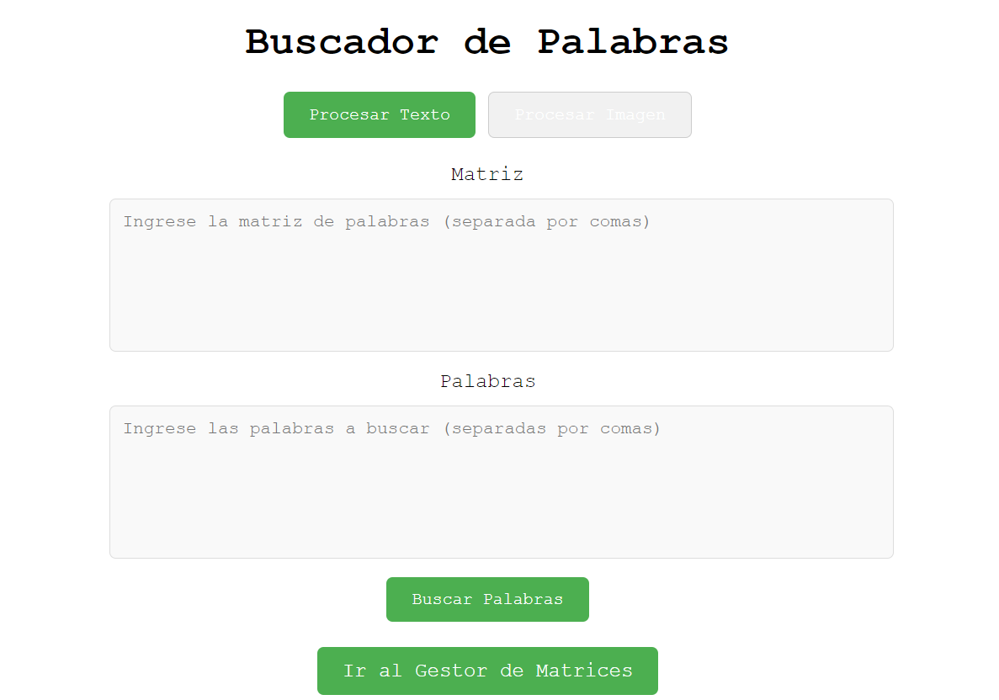 Buscador de Palabras
Procesar Texto Procesar Imagen
Matriz
Ingrese la matriz de palabras (separada por comas)
Palabras
Ingrese las palabras a buscar (separadas por comas)
Buscar Palabras
Ir al Gestor de Matrices